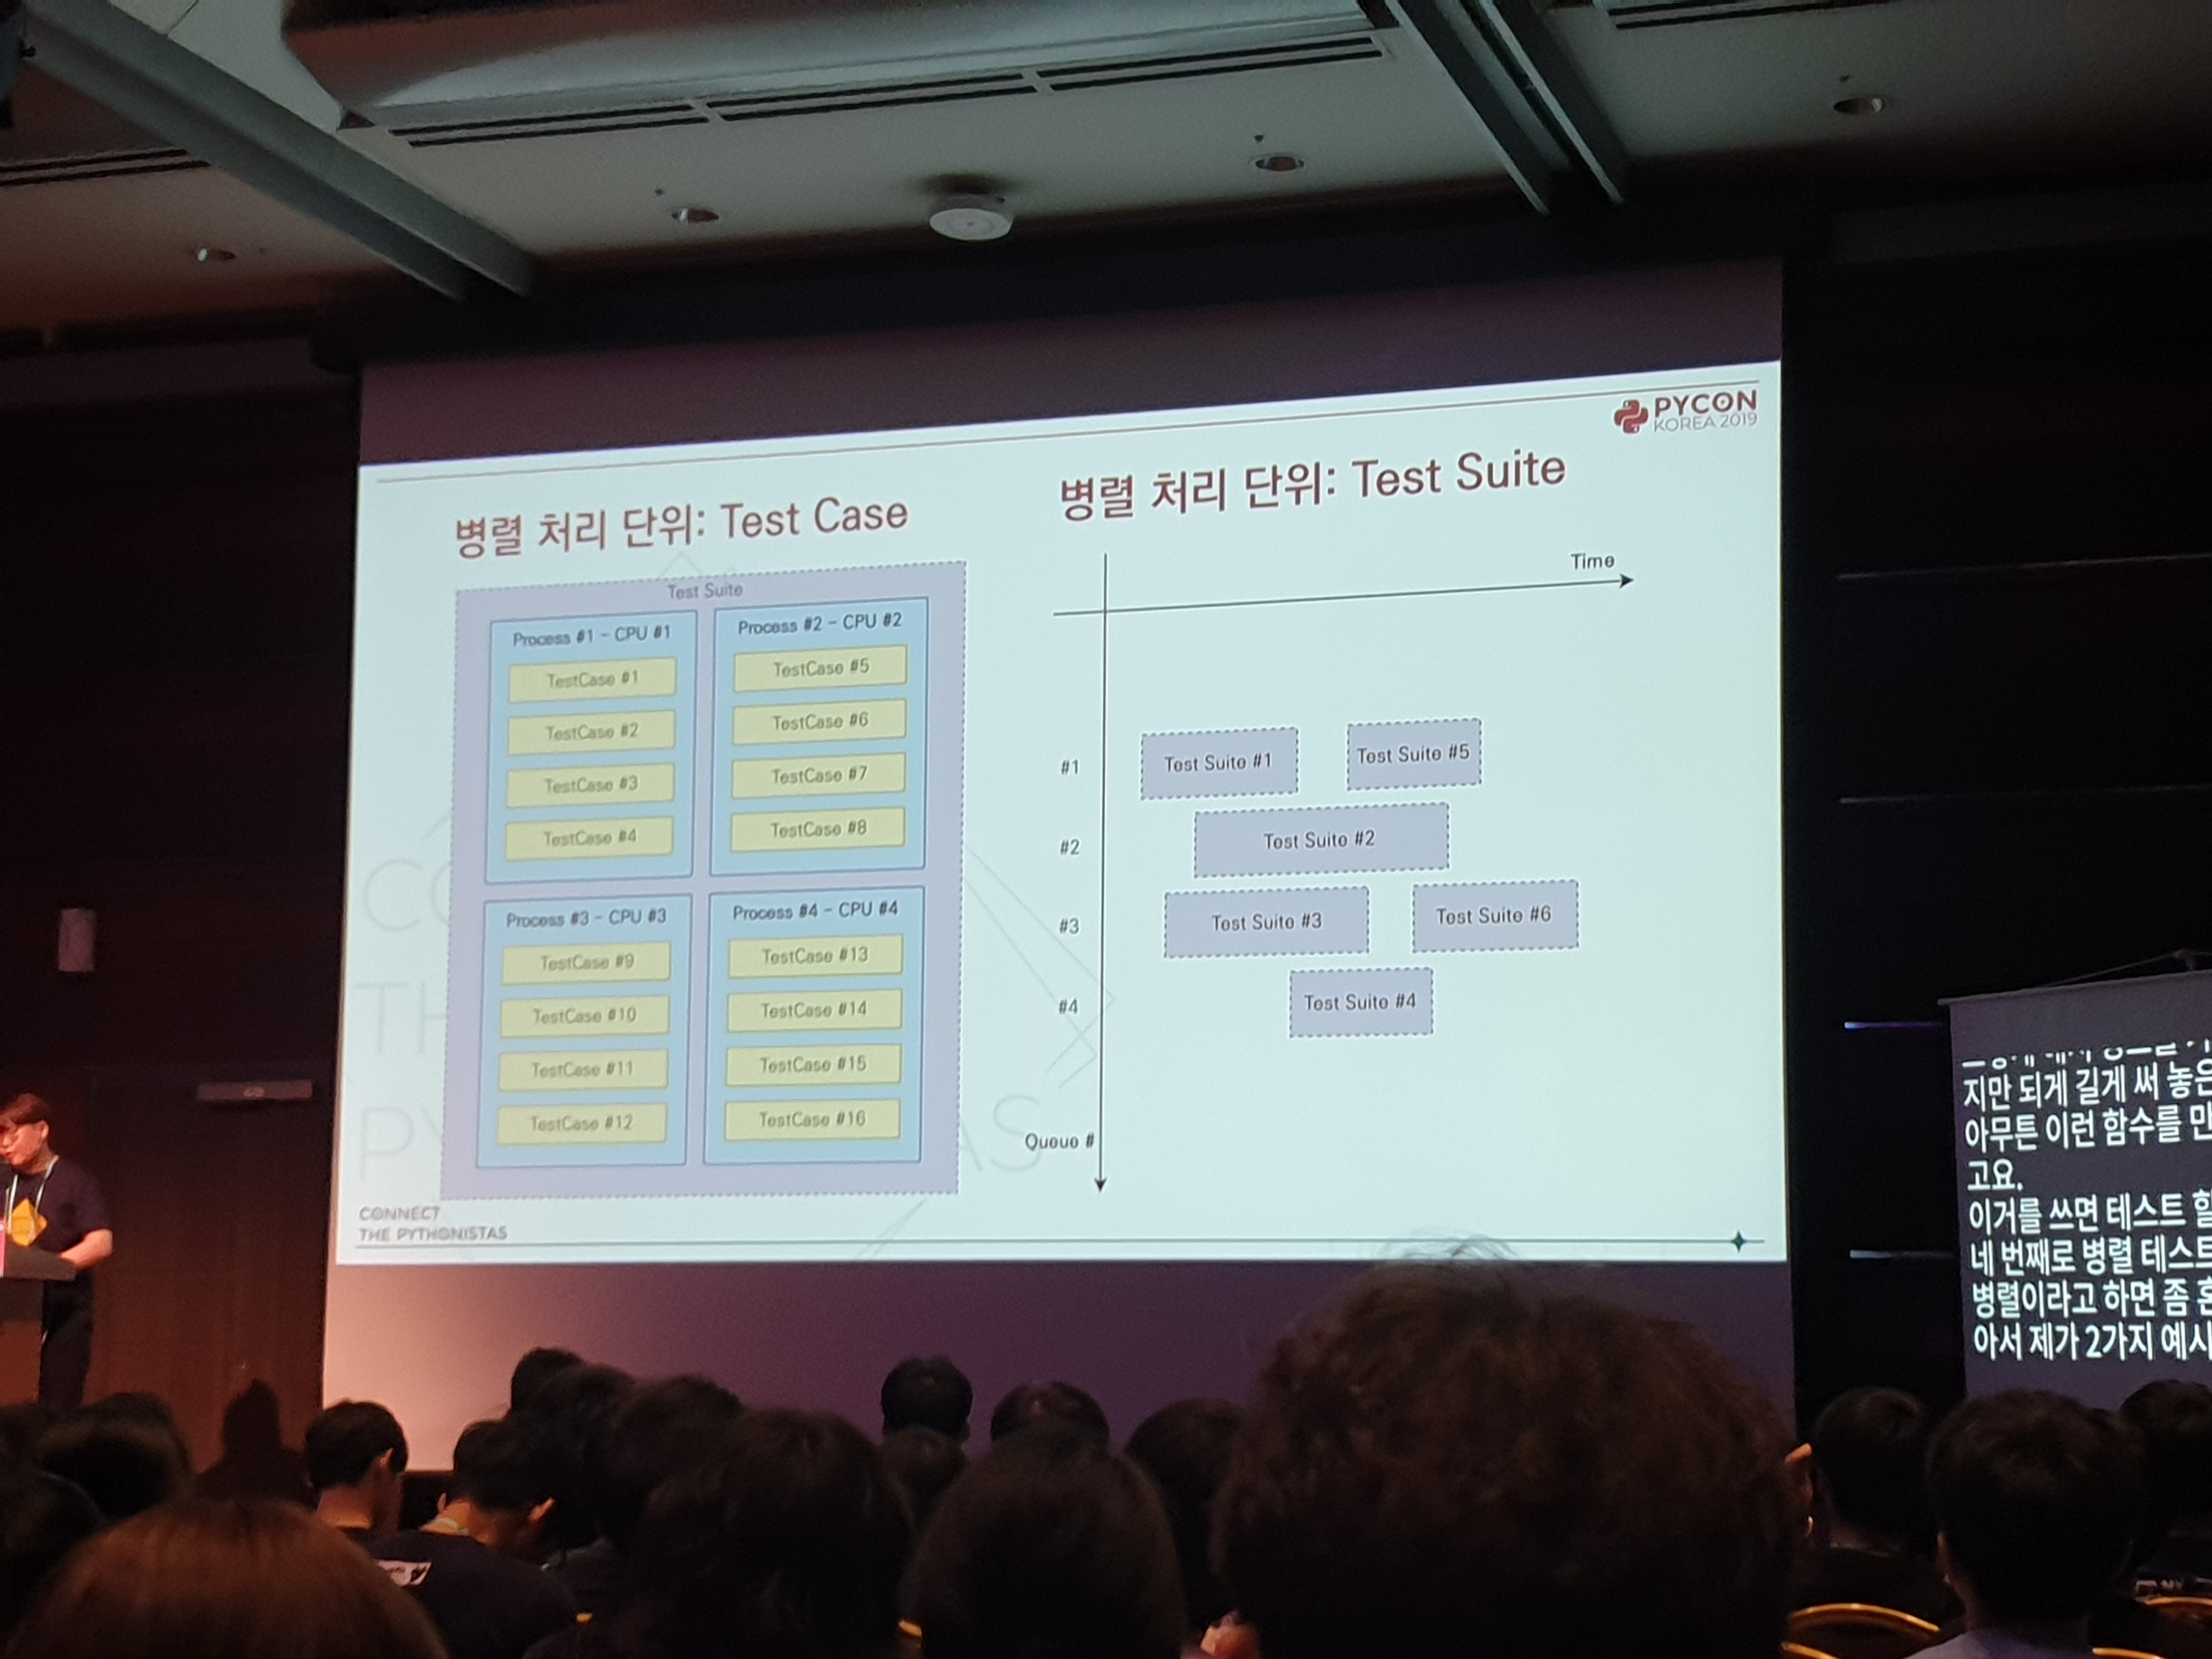 PYCON
KOREA 2019
병렬 처리 단위: Test Case
Test Suite
Process #1 - CPU #1
TestCase #1
TestCase #2
TestCase #3
TestCase #4
Process #2 - CPU #2
TestCase #5
TestCase #6
TestCase #7
TestCase #8
Process #3 - CPU #3
TestCase #9
TestCase #10
TestCase #11
TestCase #12
Process #4 - CPU #4
TestCase #13
TestCase #14
TestCase #15
TestCase #16
병렬 처리 단위: Test Suite
Time
#1
Test Suite #1
Test Suite #5
#2
Test Suite #2
#3
Test Suite #3
Test Suite #6
#4
Test Suite #4
Queue #
CONNECT
THE PYTHONISTAS
지만 되게 길게 써 놓은
아무튼 이런 함수를
고요.
이거를 쓰면 테스트
네 번째로 병렬 테스트
병렬이라고 하면 좀
아서 제가 2가지 예시